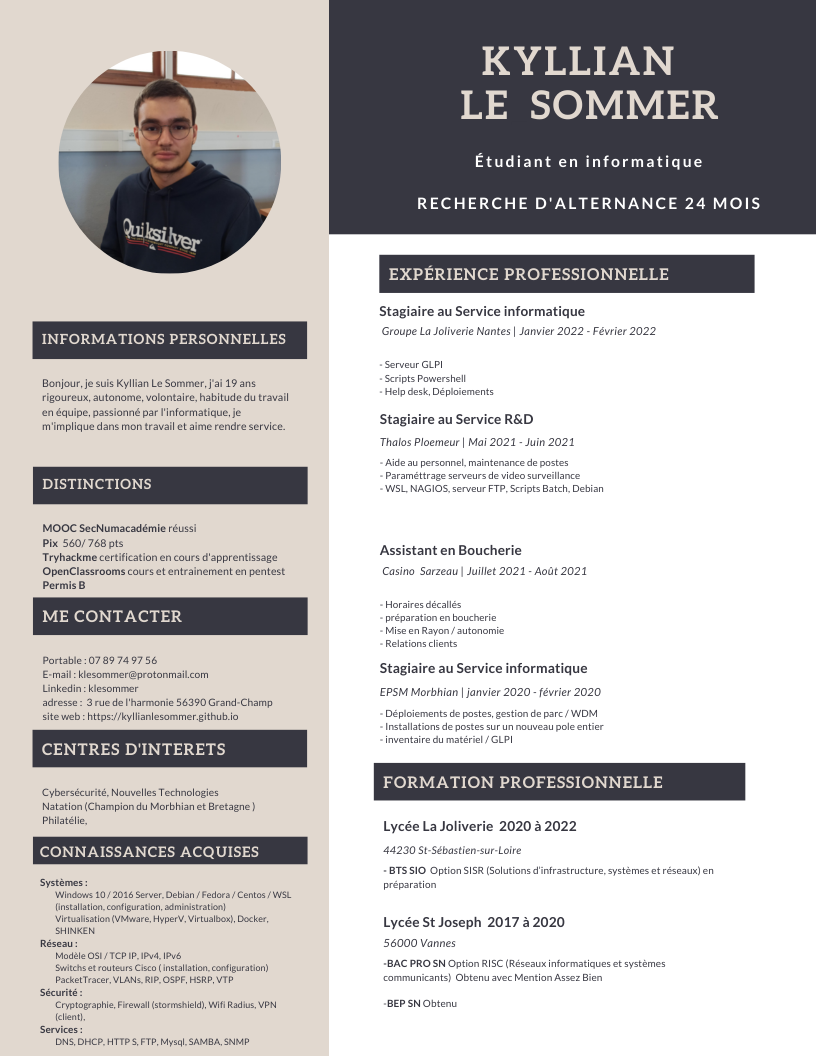 Quiksilver
INFORMATIONS PERSONNELLES
Bonjour, je suis Kyllian Le Sommer, j'ai 19 ans
rigoureux, autonome, volontaire, habitude du travail
en équipe, passionné par l'informatique, je
m'implique dans mon travail et aime rendre service.
DISTINCTIONS
MOOC SecNumacadémie réussi
Pix 560/ 768 pts
Tryhackme certification en cours d'apprentissage
OpenClassrooms cours et entrainement en pentest
Permis B
ME CONTACTER
Portable : 07 89 74 97 56
E-mail : klesommer@protonmail.com
Linkedin : klesommer
adresse : 3 rue de l'harmonie 56390 Grand-Champ
site web : https://kyllianlesommer.github.io
CENTRES D'INTERETS
Cybersécurité, Nouvelles Technologies
Natation (Champion du Morbhian et Bretagne )
Philatélie,
CONNAISSANCES ACQUISES
Systèmes :
Windows 10 / 2016 Server, Debian / Fedora / Centos / WSL
(installation, configuration, administration)
Virtualisation (VMware, HyperV, Virtualbox), Docker,
SHINKEN
Réseau :
Modèle OSI / TCP IP, IPv4, IPv6
Switchs et routeurs Cisco ( installation, configuration)
PacketTracer, VLANs, RIP, OSPF, HSRP, VTP
Sécurité :
Cryptographie, Firewall (stormshield), Wifi Radius, VPN
(client),
Services :
DNS, DHCP, HTTP S, FTP, Mysql, SAMBA, SNMP
KYLLIAN
LE SOMMER
Étudiant en informatique
RECHERCHE D'ALTERNANCE 24 MOIS
EXPÉRIENCE PROFESSIONNELLE
Stagiaire au Service informatique
Groupe La Joliverie Nantes | Janvier 2022 - Février 2022
- Serveur GLPI
- Scripts Powershell
- Help desk, Déploiements
Stagiaire au Service R&D
Thalos Ploemeur | Mai 2021 - Juin 2021
- Aide au personnel, maintenance de postes
- Paraméttrage serveurs de video surveillance
- WSL, NAGIOS, serveur FTP, Scripts Batch, Debian
Assistant en Boucherie
Casino Sarzeau | Juillet 2021 - Août 2021
- Horaires décallés
- préparation en boucherie
- Mise en Rayon / autonomie
- Relations clients
Stagiaire au Service informatique
EPSM Morbhian | janvier 2020 - février 2020
- Déploiements de postes, gestion de parc / WDM
- Installations de postes sur un nouveau pole entier
- inventaire du matériel / GLPI
FORMATION PROFESSIONNELLE
Lycée La Joliverie 2020 à 2022
44230 St-Sébastien-sur-Loire
- BTS SIO Option SISR (Solutions d'infrastructure, systèmes et réseaux) en
préparation
Lycée St Joseph 2017 à 2020
56000 Vannes
-BAC PRO SN Option RISC (Réseaux informatiques et systèmes
communicants) Obtenu avec Mention Assez Bien
-BEP SN Obtenu